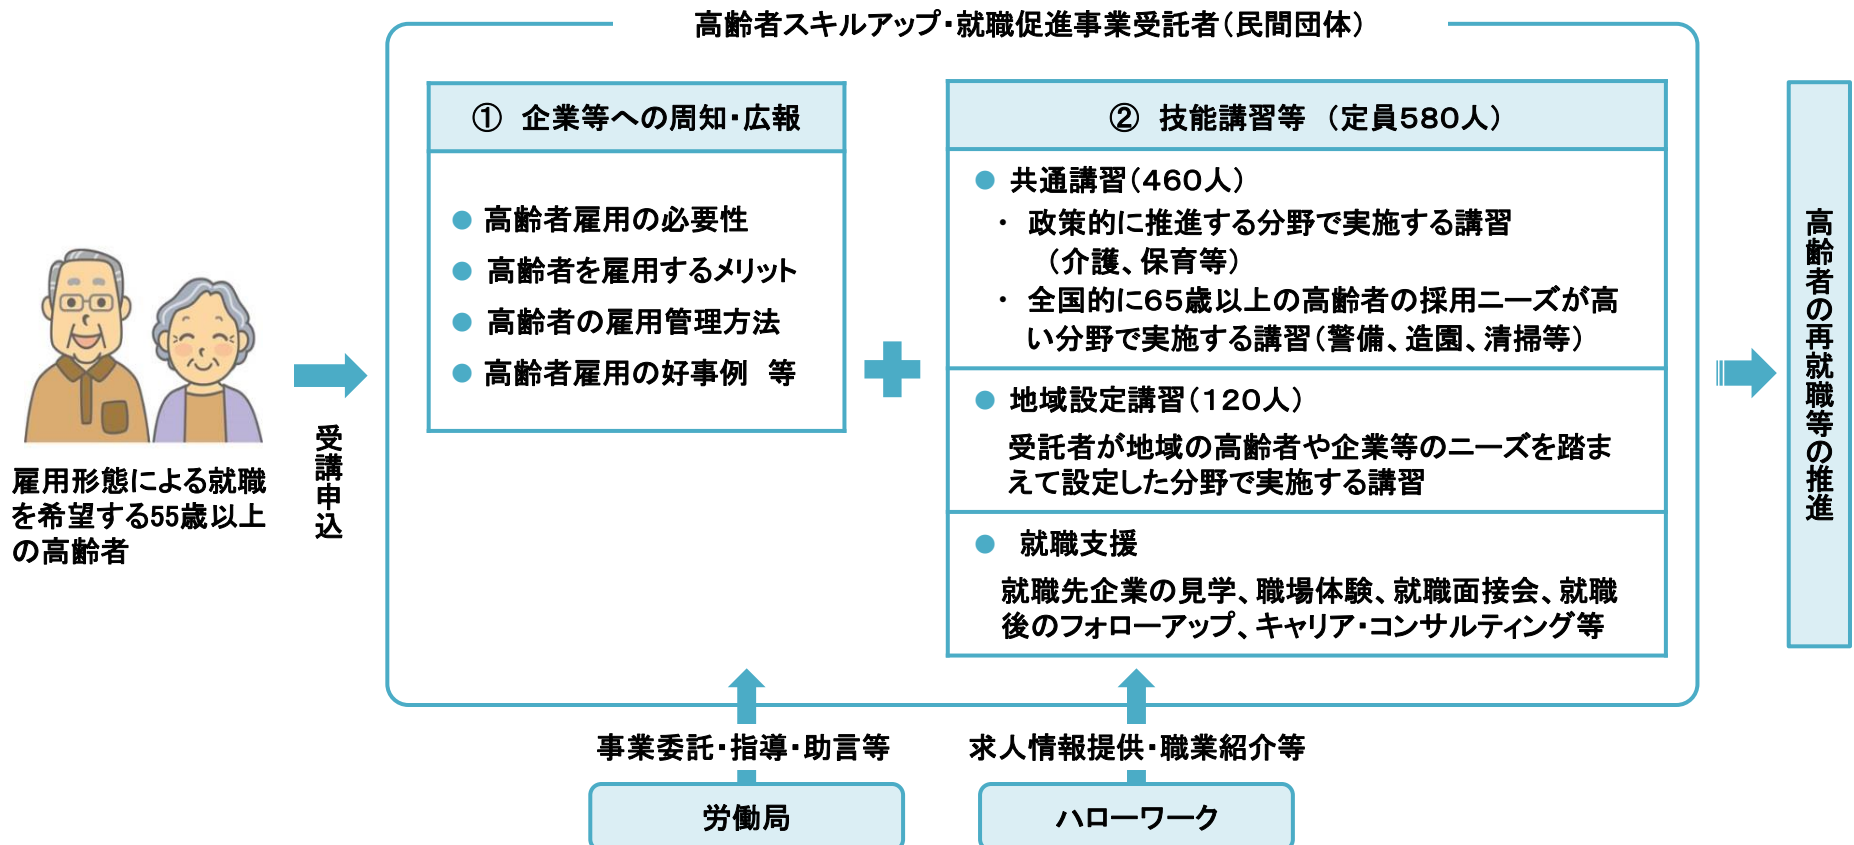 高齢者スキルアップ・就職促進事業受託者（民間団体）
① 企業等への周知・広報
● 高齢者雇用の必要性
● 高齢者を雇用するメリット
● 高齢者の雇用管理方法
● 高齢者雇用の好事例 等
② 技能講習等 （定員５８０人）
● 共通講習（４６０人）
・ 政策的に推進する分野で実施する講習
（介護、保育等）
・ 全国的に６５歳以上の高齢者の採用ニーズが高
い分野で実施する講習（警備、造園、清掃等）
● 地域設定講習（１２０人）
受託者が地域の高齢者や企業等のニーズを踏ま
えて設定した分野で実施する講習
● 就職支援
就職先企業の見学、職場体験、就職面接会、就職
後のフォローアップ、キャリア・コンサルティング等
雇用形態による就職
を希望する55歳以上
の高齢者
受講申込
高齢者の再就職等の推進
事業委託・指導・助言等
求人情報提供・職業紹介等
労働局
ハローワーク